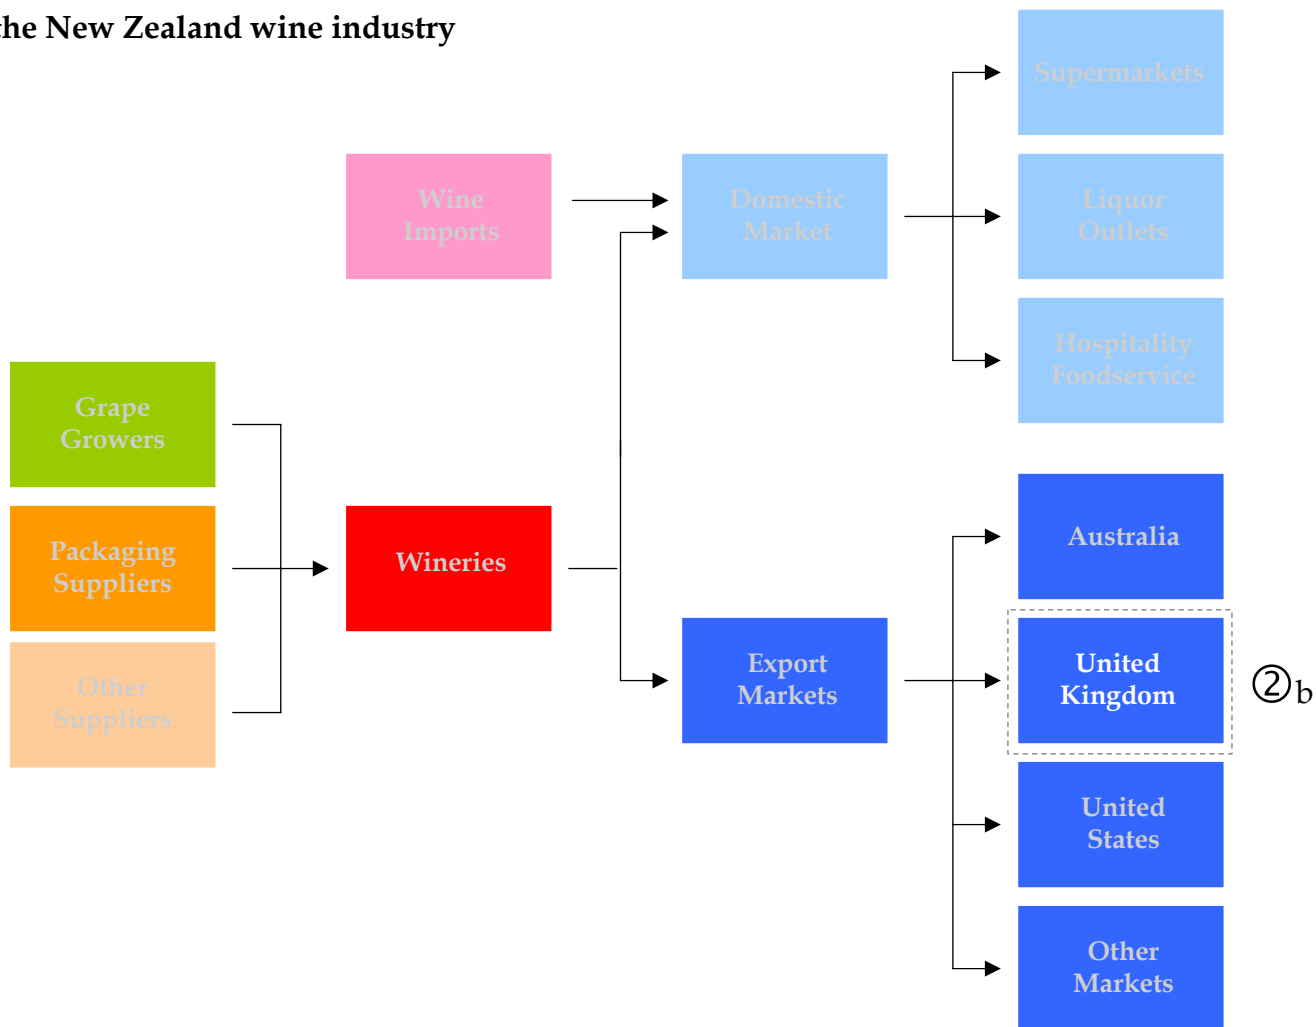 the New Zealand wine industry
Supermarkets
Wine
Imports
Domestic
Market
Liquor
Outlets
Hospitality
Foodservice
Grape
Growers
Packaging
Suppliers
Other
Suppliers
Wineries
Export
Markets
Australia
United
Kingdom
②b
United
States
Other
Markets